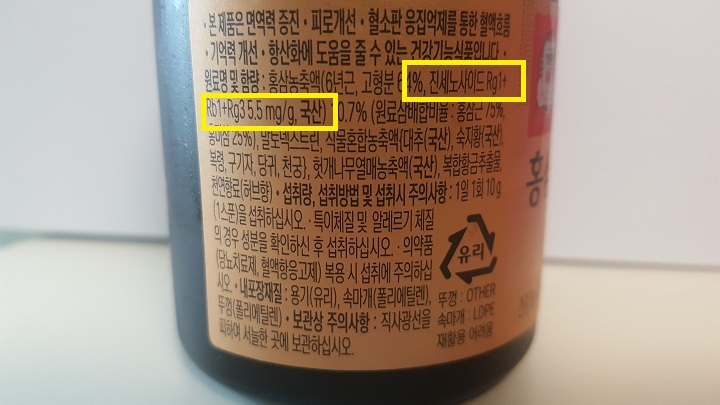 · 본 제품은 면역력 증진 · 피로개선 · 혈소판 응집억제를 통한 혈액흐름
· 기억력 개선 · 항산화에 도움을 줄 수 있는 건강기능식품입니다 ·
원료명 및 함량 : 홍삼농축액(6년근, 고형분 64%, 진세노사이드 Rg1+
Rb1+Rg3 5.5 mg/g, 국산) 0.7% (원료삼배합비율 : 홍삼근 75%,
홍미삼 25%), 말토덱스트린, 식물혼합농축액(대추(국산), 숙지황(국산),
복령, 구기자, 당귀, 천궁), 헛개나무열매농축액(국산), 복합황금추출물,
천연향료(허브향) · 섭취량, 섭취방법 및 섭취시 주의사항 : 1일 1회 10 g
(1스푼)을 섭취하십시오 · 특이체질 및 알레르기 체질
의 경우 성분을 확인하신 후 섭취하십시오 · 의약품
(당뇨치료제, 혈액항응고제) 복용 시 섭취에 주의하십
시오 · 내포장재질 : 용기(유리), 속마개(폴리에틸렌),
뚜껑(폴리에틸렌) · 보관상 주의사항 : 직사광선을
피하여 서늘한 곳에 보관하십시오.
유리
뚜껑 : OTHER
속마개 : LDPE
재활용 어려움
홍